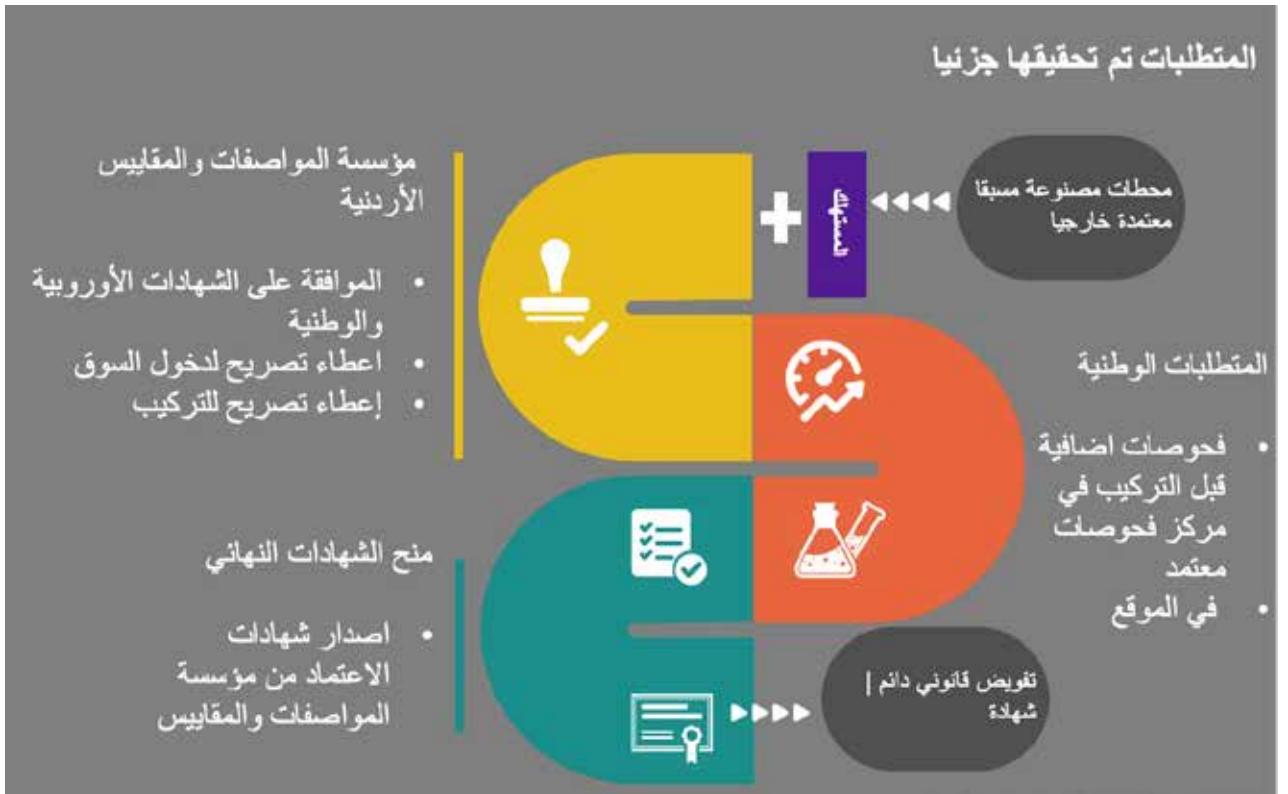 المتطلبات تم تحقيقها جزئيا
محطات مصنوعة مسبقا
معتمدة خارجيا
المستهلك
مؤسسة المواصفات والمقاييس
الأردنية
• الموافقة على الشهادات الأوروبية
والوطنية
• اعطاء تصريح لدخول السوق
• إعطاء تصريح للتركيب
المتطلبات الوطنية
• فحوصات اضافية
قبل التركيب في
مركز فحوصات
معتمد
• في الموقع
منح الشهادات النهائي
• اصدار شهادات
الاعتماد من مؤسسة
المواصفات والمقاييس
تفويض قانوني دائم |
شهادة